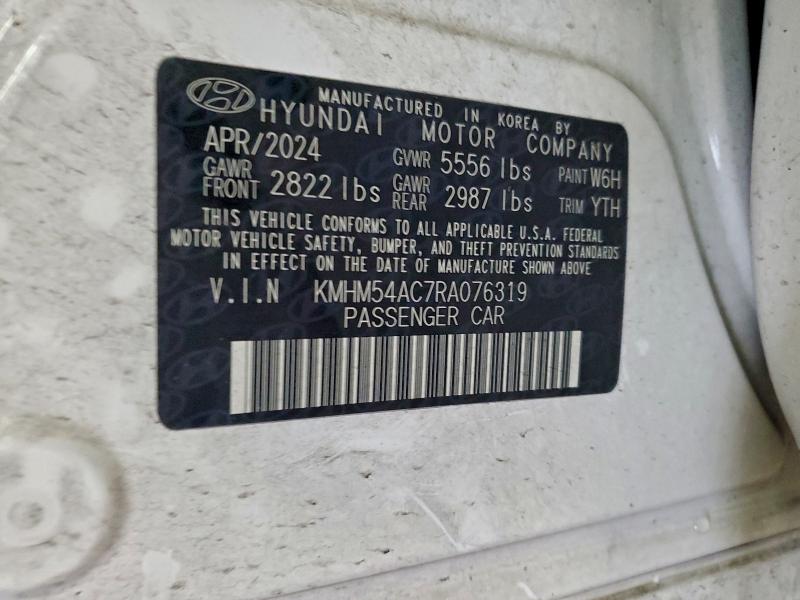 MANUFACTURED IN KOREA BY
HYUNDAI MOTOR COMPANY
APR/2024 GVWR 5556 lbs PAINT W6H
GAWR FRONT 2822 lbs GAWR REAR 2987 lbs TRIM YTH
THIS VEHICLE CONFORMS TO ALL APPLICABLE U.S.A. FEDERAL
MOTOR VEHICLE SAFETY, BUMPER, AND THEFT PREVENTION STANDARDS
IN EFFECT ON THE DATE OF MANUFACTURE SHOWN ABOVE
V.I.N KMHM54AC7RA076319
PASSENGER CAR